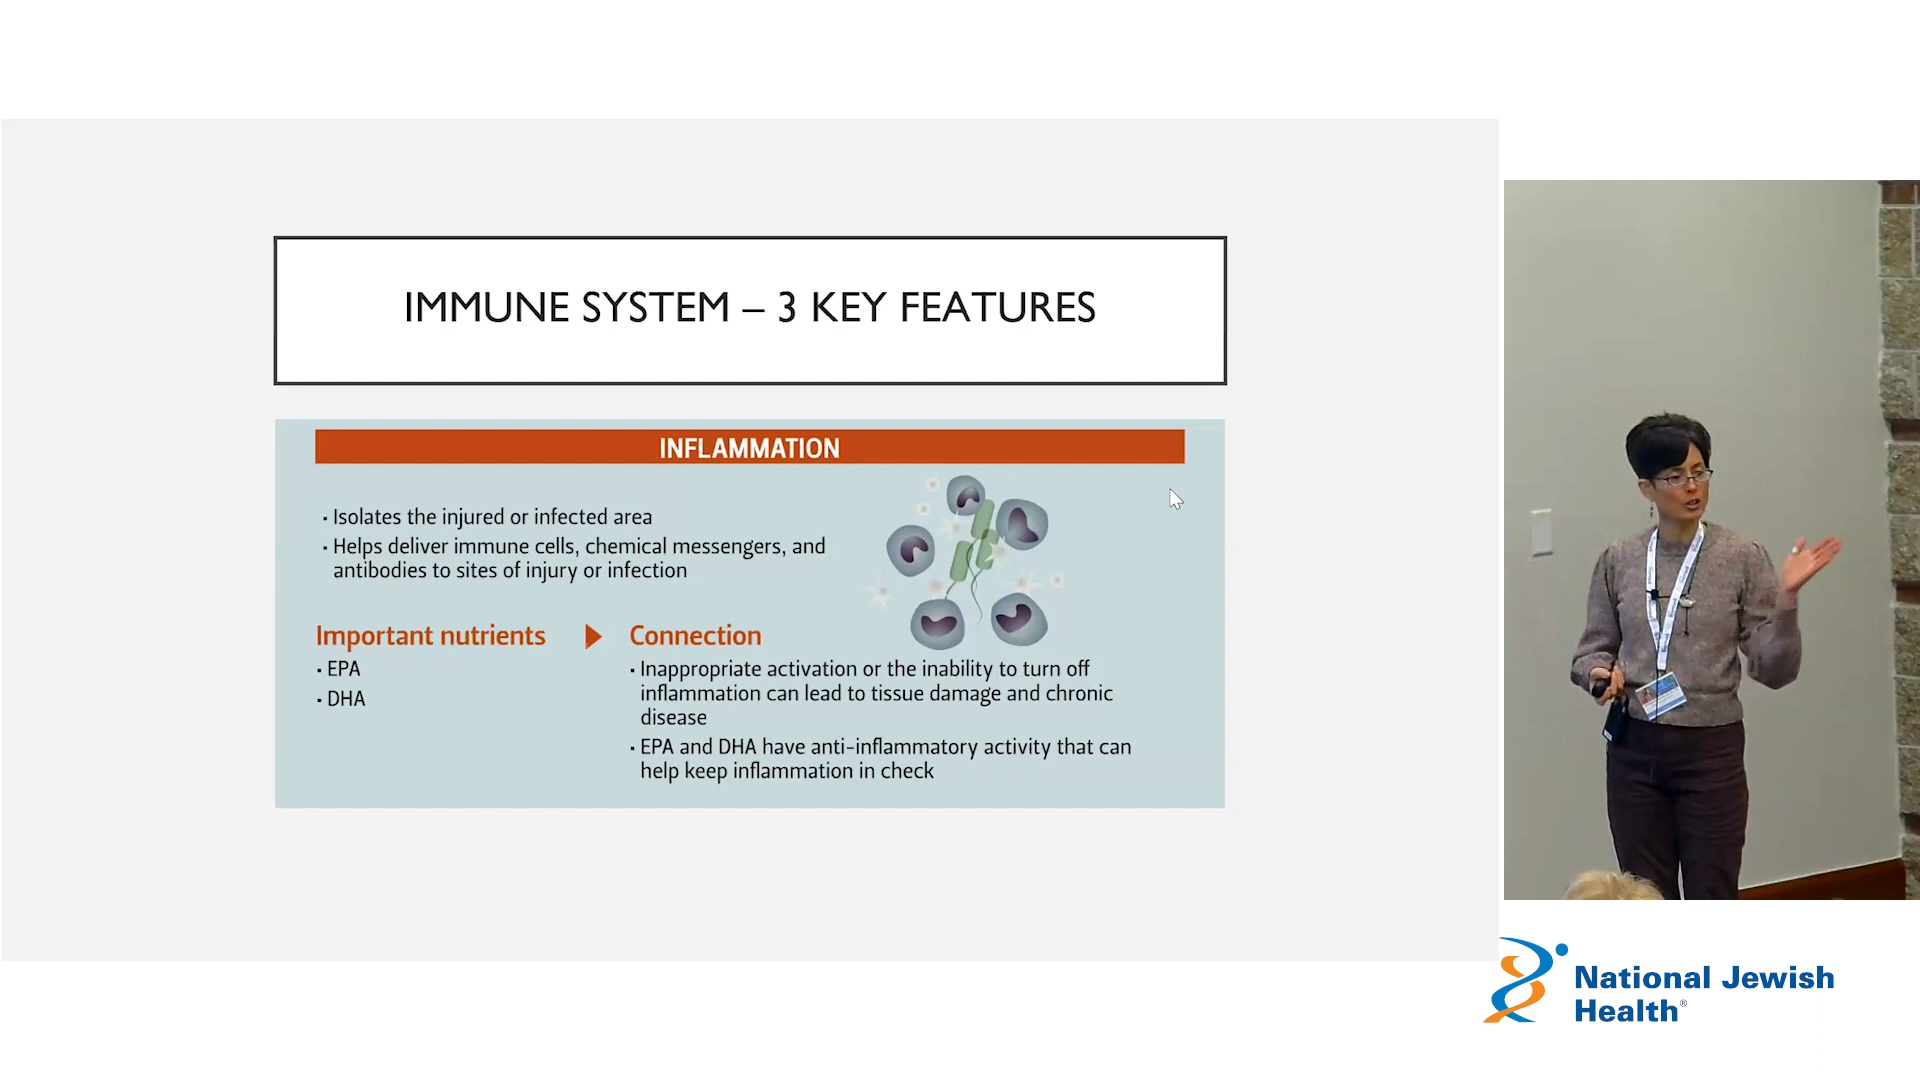 IMMUNE SYSTEM – 3 KEY FEATURES
INFLAMMATION
· Isolates the injured or infected area
· Helps deliver immune cells, chemical messengers, and
antibodies to sites of injury or infection
Important nutrients
· EPA
· DHA
Connection
· Inappropriate activation or the inability to turn off
inflammation can lead to tissue damage and chronic
disease
· EPA and DHA have anti-inflammatory activity that can
help keep inflammation in check
National Jewish
Health®